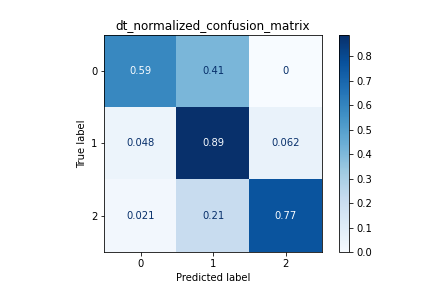 dt_normalized_confusion_matrix
True label
0 0.59 0.41 0
1 0.048 0.89 0.062
2 0.021 0.21 0.77
0 1 2
Predicted label
0.8
0.7
0.6
0.5
0.4
0.3
0.2
0.1
0.0